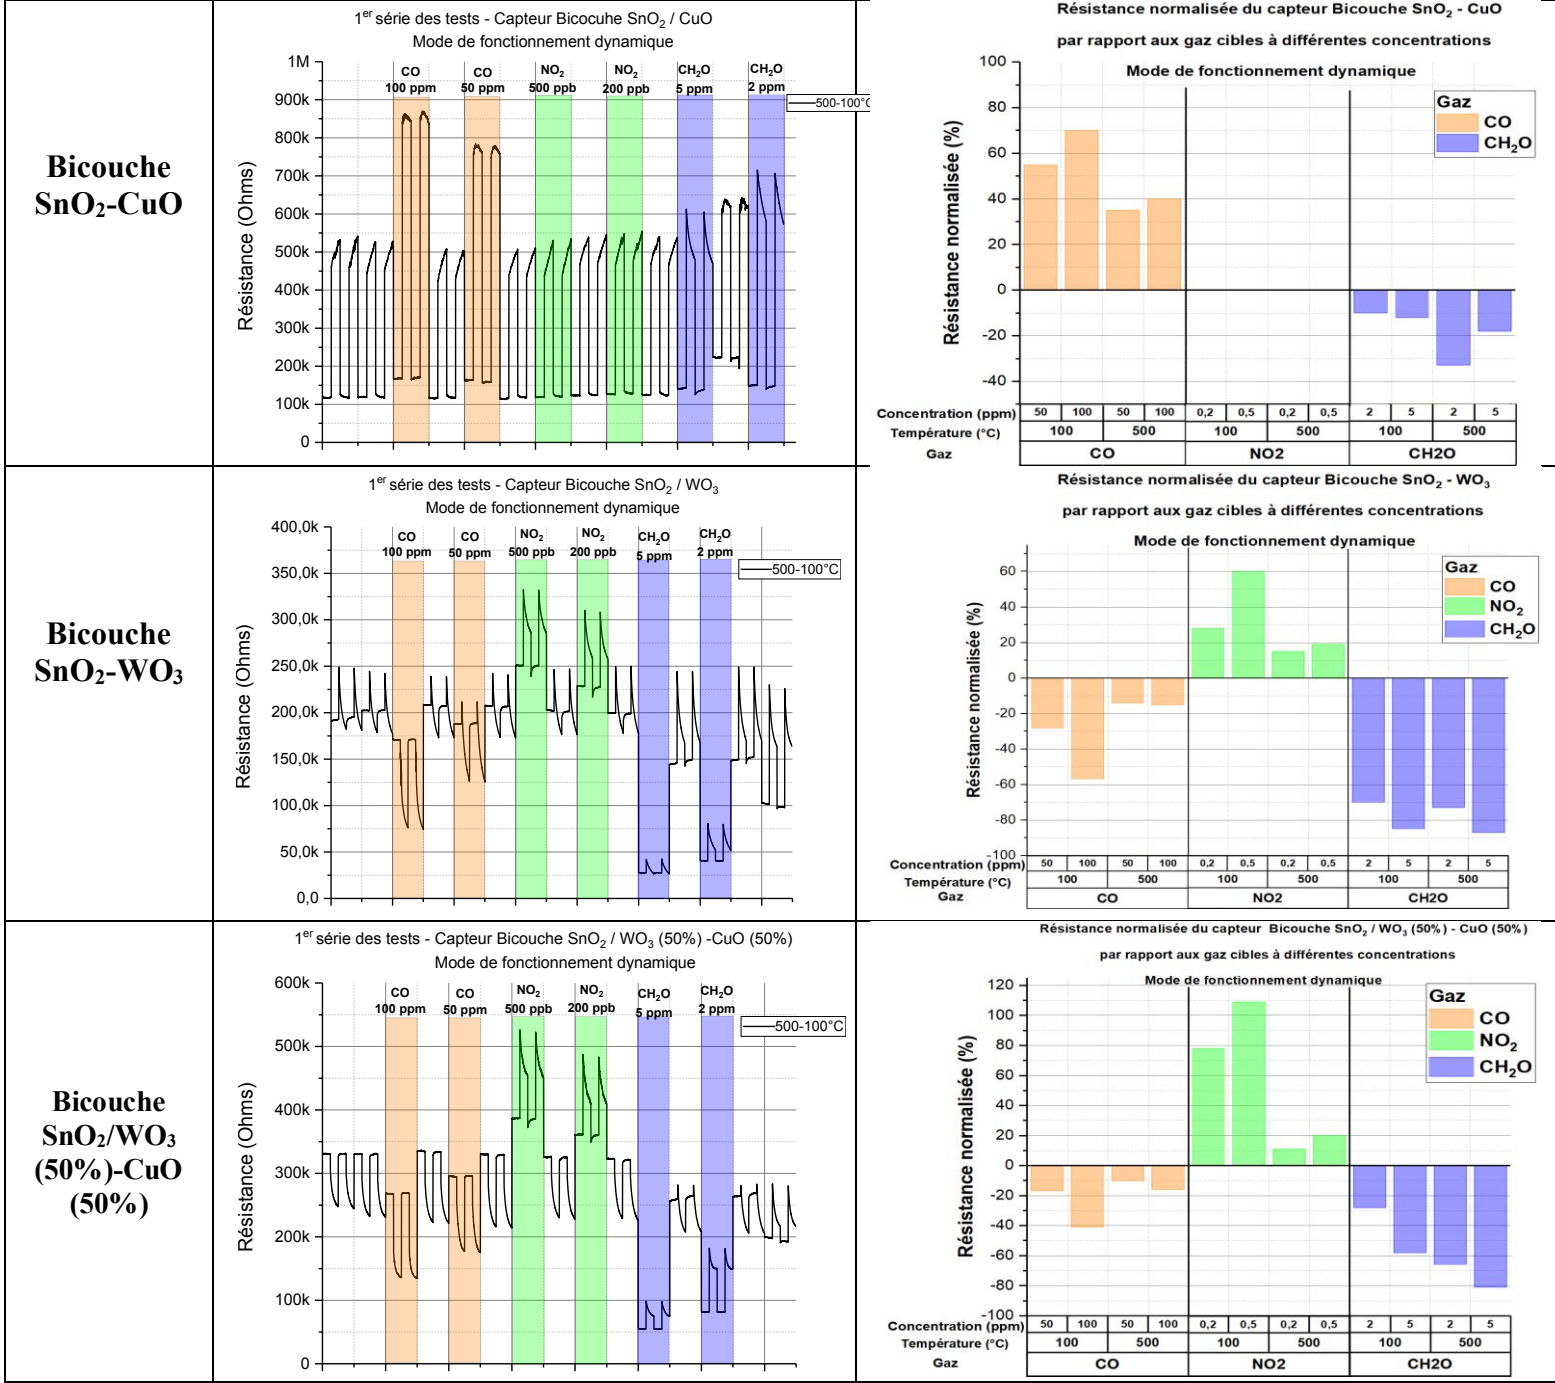 Bicouche
SnO₂-CuO
1er série des tests - Capteur Bicocuhe SnO₂ / CuO
Mode de fonctionnement dynamique
CO
100 ppm
CO
50 ppm
NO₂
500 ppb
NO₂
200 ppb
CH₂O
5 ppm
CH₂O
2 ppm
500-100°C
Résistance (Ohms)
1M
900k
800k
700k
600k
500k
400k
300k
200k
100k
0
Résistance normalisée du capteur Bicouche SnO₂ - CuO
par rapport aux gaz cibles à différentes concentrations
Mode de fonctionnement dynamique
Gaz
CO
CH₂O
Résistance normalisée (%)
100
80
60
40
20
0
-20
-40
Concentration (ppm) 50 100 50 100 0,2 0,5 0,2 0,5 2 5 2 5
Température (°C) 100 500 100 500 100 500
Gaz CO NO2 CH2O
Bicouche
SnO₂-WO₃
1er série des tests - Capteur Bicouche SnO₂ / WO₃
Mode de fonctionnement dynamique
CO
100 ppm
CO
50 ppm
NO₂
500 ppb
NO₂
200 ppb
CH₂O
5 ppm
CH₂O
2 ppm
500-100°C
Résistance (Ohms)
400,0k
350,0k
300,0k
250,0k
200,0k
150,0k
100,0k
50,0k
0,0
Résistance normalisée du capteur Bicouche SnO₂ - WO₃
par rapport aux gaz cibles à différentes concentrations
Mode de fonctionnement dynamique
Gaz
CO
NO₂
CH₂O
Résistance normalisée (%)
60
40
20
0
-20
-40
-60
-80
-100
Concentration (ppm) 50 100 50 100 0,2 0,5 0,2 0,5 2 5 2 5
Température (°C) 100 500 100 500 100 500
Gaz CO NO2 CH2O
Bicouche
SnO₂/WO₃
(50%)-CuO
(50%)
1er série des tests - Capteur Bicouche SnO₂ / WO₃ (50%) -CuO (50%)
Mode de fonctionnement dynamique
CO
100 ppm
CO
50 ppm
NO₂
500 ppb
NO₂
200 ppb
CH₂O
5 ppm
CH₂O
2 ppm
500-100°C
Résistance (Ohms)
600k
500k
400k
300k
200k
100k
0
Résistance normalisée du capteur Bicouche SnO₂ / WO₃ (50%) - CuO (50%)
par rapport aux gaz cibles à différentes concentrations
Mode de fonctionnement dynamique
Gaz
CO
NO₂
CH₂O
Résistance normalisée (%)
120
100
80
60
40
20
0
-20
-40
-60
-80
-100
Concentration (ppm) 50 100 50 100 0,2 0,5 0,2 0,5 2 5 2 5
Température (°C) 100 500 100 500 100 500
Gaz CO NO2 CH2O